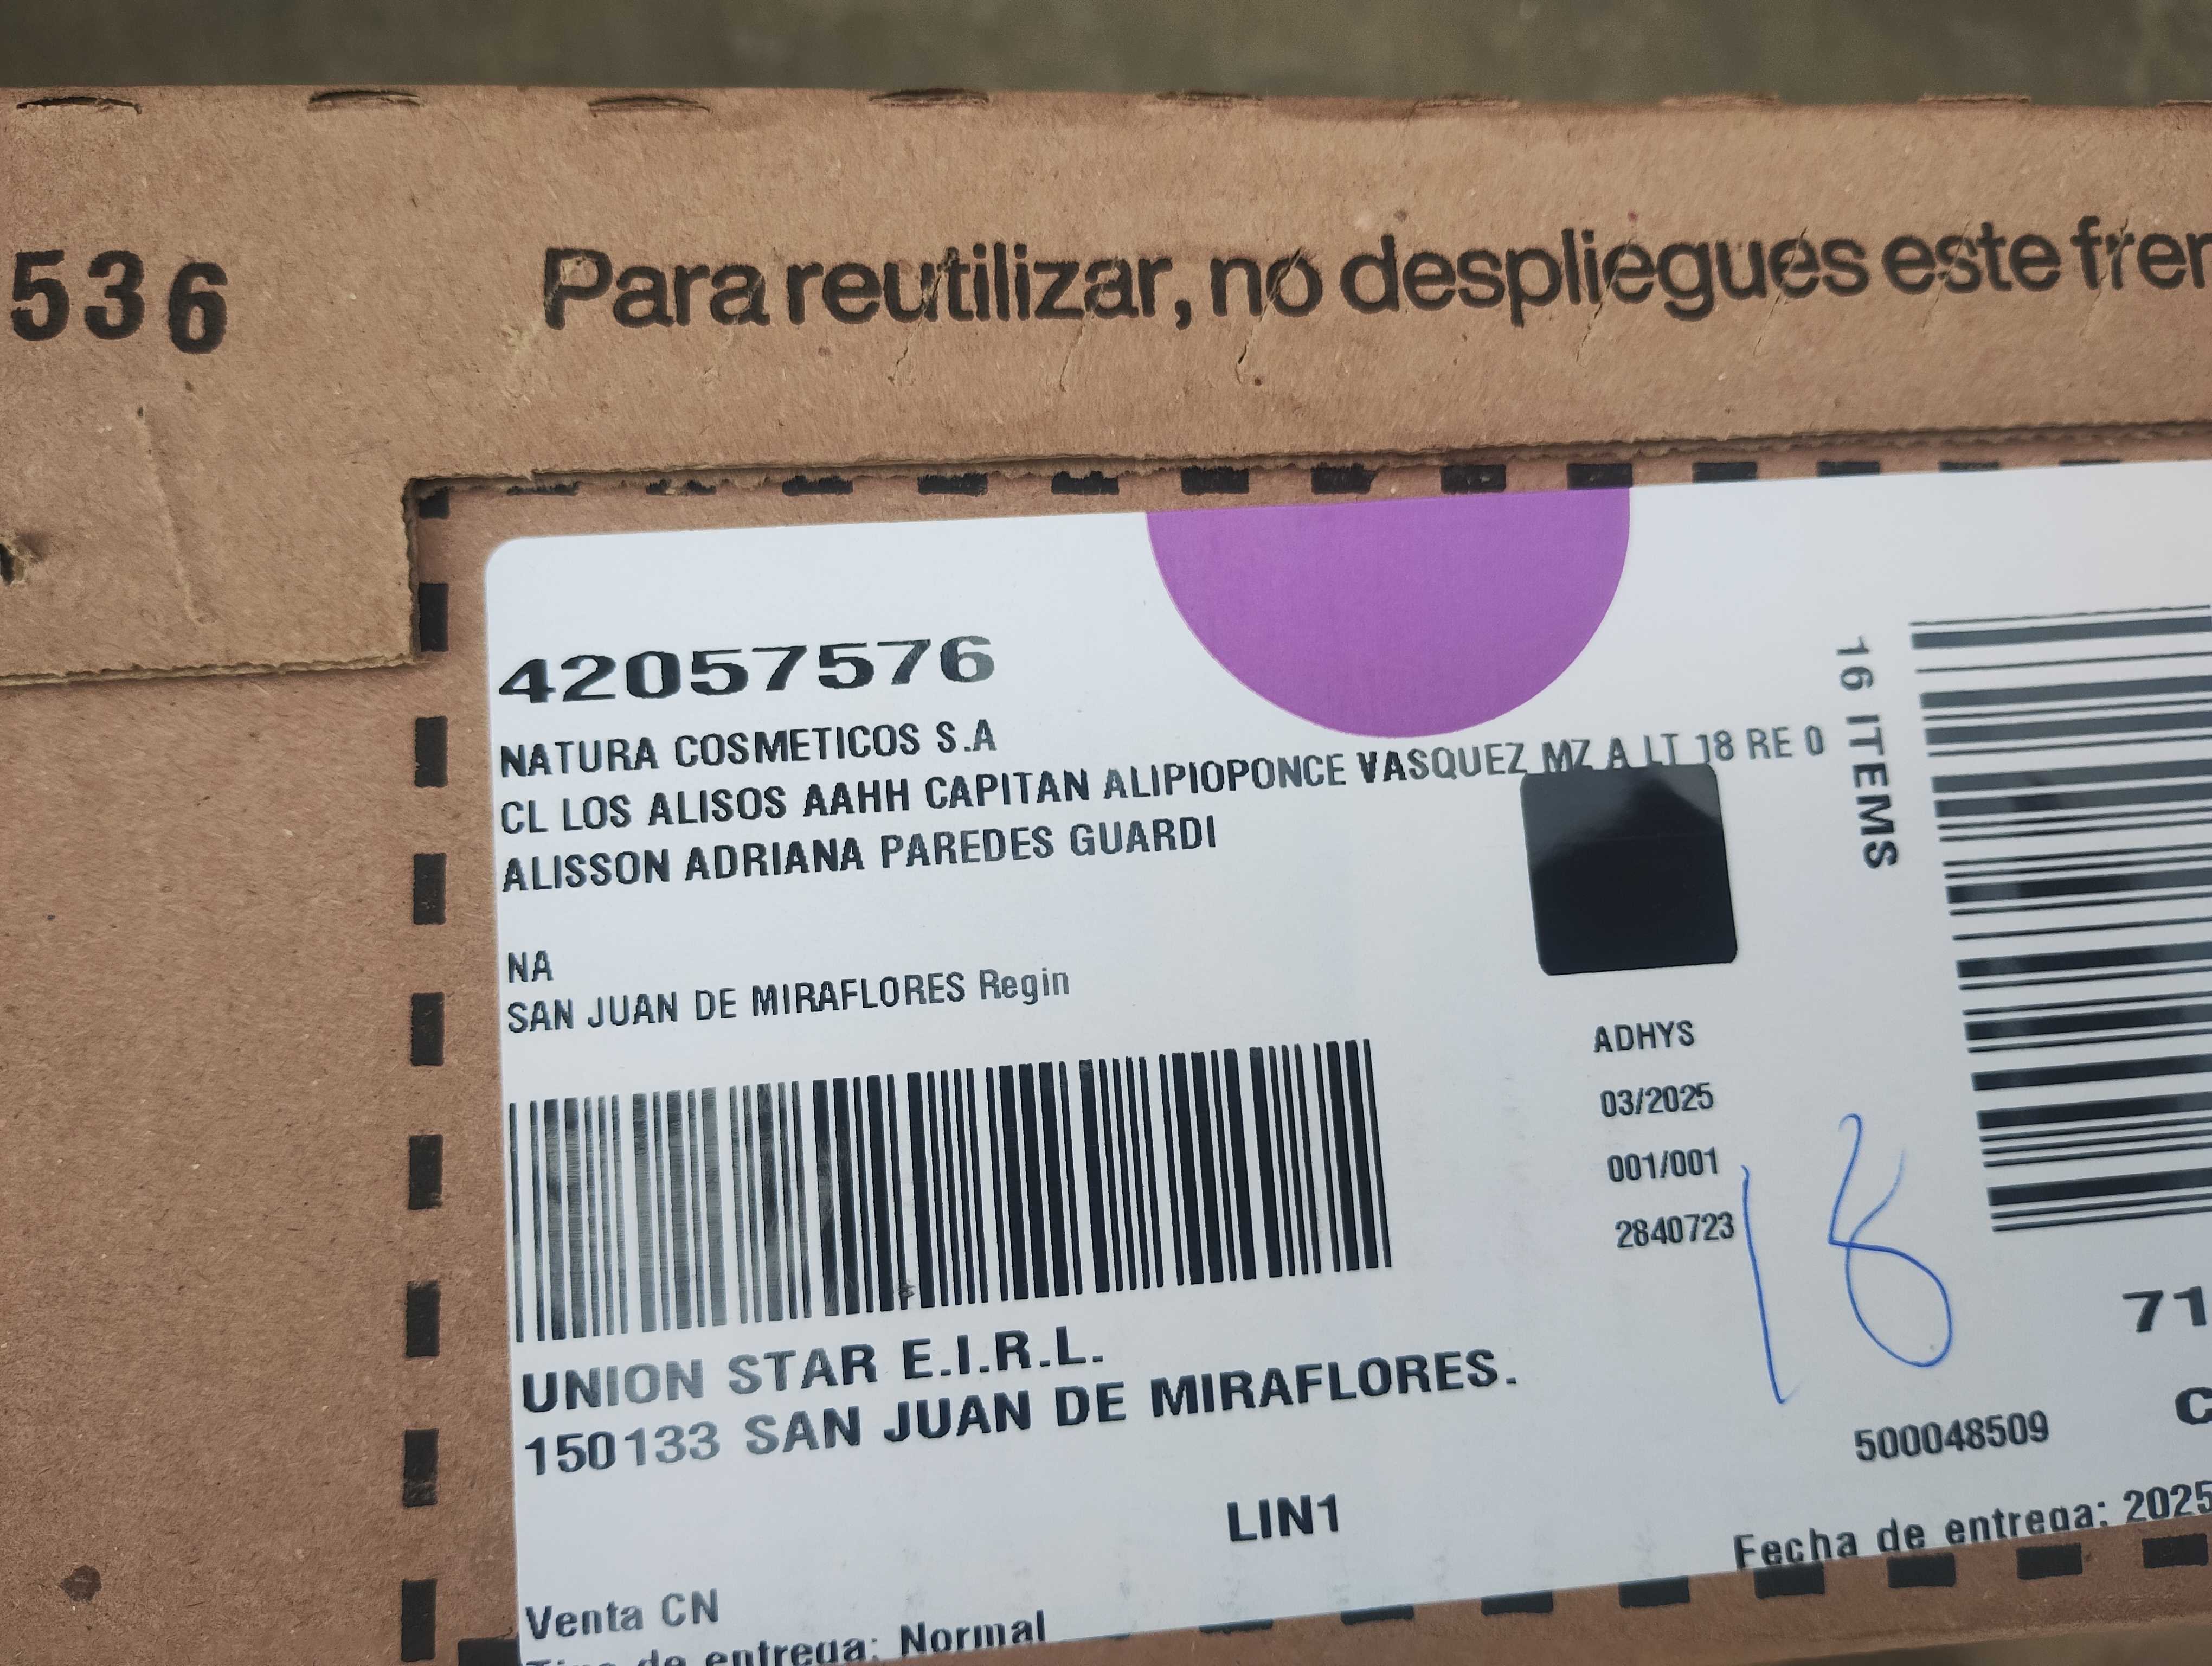 536
Para reutilizar, no despliegues este
42057576
NATURA COSMETICOS S.A
CL LOS ALISOS AAHH CAPITAN ALIPIOPONCE VASQUEZ MZ A LT 18 RE 0
ALISSON ADRIANA PAREDES GUARDI
NA
SAN JUAN DE MIRAFLORES Regin
16 ITEMS
ADHYS
03/2025
001/001
2840723
18
UNION STAR E.I.R.L.
150133 SAN JUAN DE MIRAFLORES.
71
500048509
LIN1
Fecha de entrega: 2025
Venta CN
Tipo de entrega: Normal